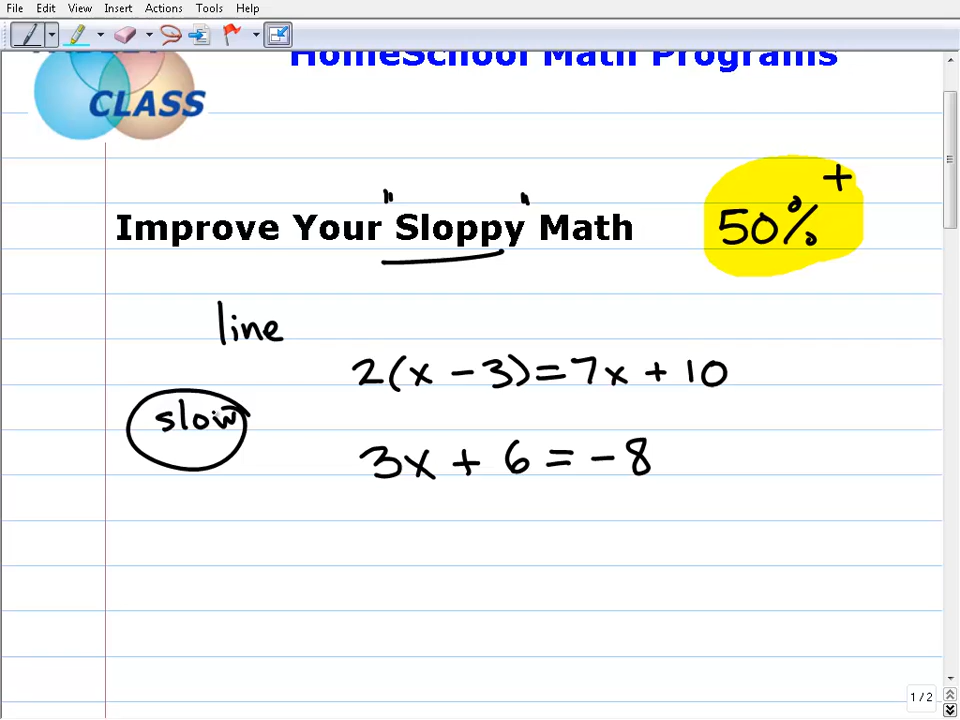 File Edit View Insert Actions Tools Help
HomeSchool Math Programs
CLASS
Improve Your "Sloppy" Math 50%+
line
2(x - 3) = 7x + 10
slow
3x + 6 = -8
1 / 2